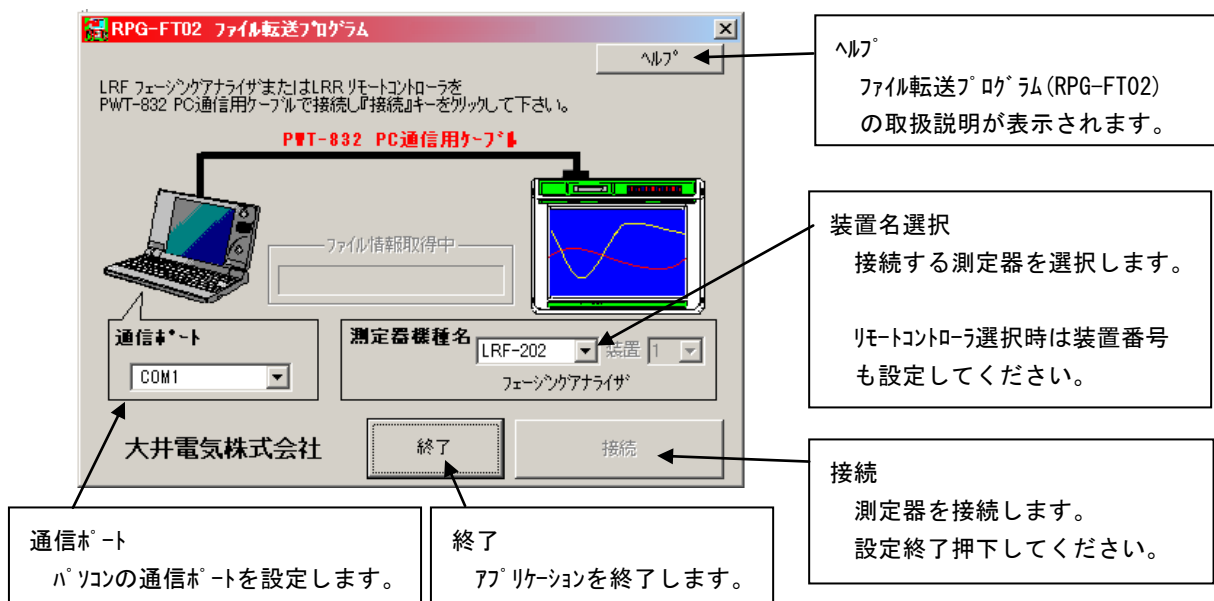 RPG-FT02 ﾌｧｲﾙ転送ﾌﾟﾛｸﾞﾗﾑ
ﾍﾙﾌﾟ
LRF ﾌｪｰｼﾞﾝｸﾞｱﾅﾗｲｻﾞまたはLRR ﾘﾓｰﾄｺﾝﾄﾛｰﾗを
PWT-832 PC通信用ｹｰﾌﾞﾙで接続し『接続』ｷｰをｸﾘｯｸして下さい。
PWT-832 PC通信用ｹｰﾌﾞﾙ
ﾌｧｲﾙ情報取得中
通信ﾎﾟｰﾄ
COM1
測定器機種名
LRF-202
装置 1
ﾌｪｰｼﾞﾝｸﾞｱﾅﾗｲｻﾞ
大井電気株式会社
終了
接続
ﾍﾙﾌﾟ
ﾌｧｲﾙ転送ﾌﾟﾛｸﾞﾗﾑ(RPG-FT02)
の取扱説明が表示されます。
装置名選択
接続する測定器を選択します。
ﾘﾓｰﾄｺﾝﾄﾛｰﾗ選択時は装置番号
も設定してください。
接続
測定器を接続します。
設定終了押下してください。
通信ﾎﾟｰﾄ
ﾊﾟｿｺﾝの通信ﾎﾟｰﾄを設定します。
終了
ｱﾌﾟﾘｹｰｼｮﾝを終了します。